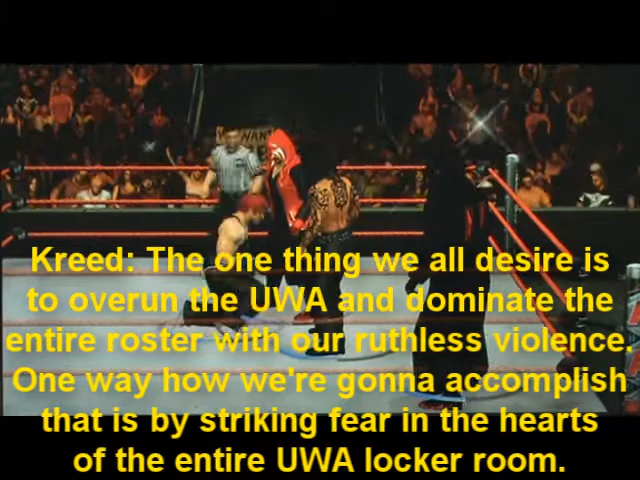 WANT
Kreed: The one thing we all desire is
to overun the UWA and dominate the
entire roster with our ruthless violence.
One way how we're gonna accomplish
that is by striking fear in the hearts
of the entire UWA locker room.